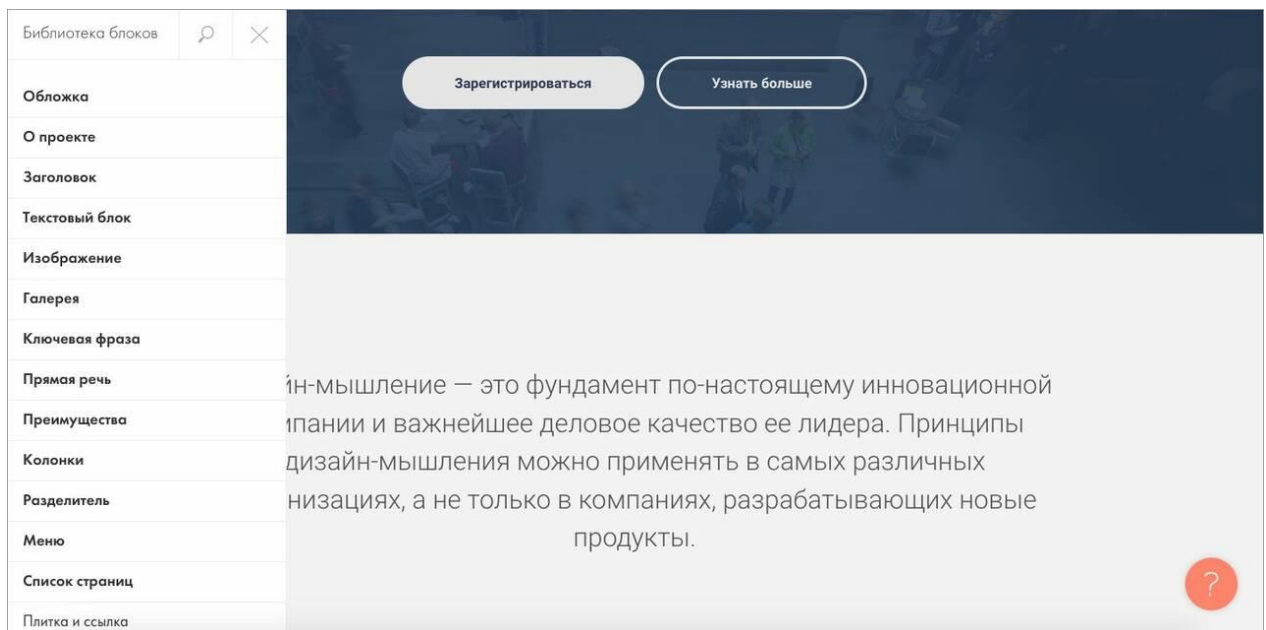 Библиотека блоков
Обложка
О проекте
Заголовок
Текстовый блок
Изображение
Галерея
Ключевая фраза
Прямая речь
Преимущества
Колонки
Разделитель
Меню
Список страниц
Плитка и ссылка
Зарегистрироваться
Узнать больше
йн-мышление — это фундамент по-настоящему инновационной
мпании и важнейшее деловое качество ее лидера. Принципы
дизайн-мышления можно применять в самых различных
низациях, а не только в компаниях, разрабатывающих новые
продукты.
?